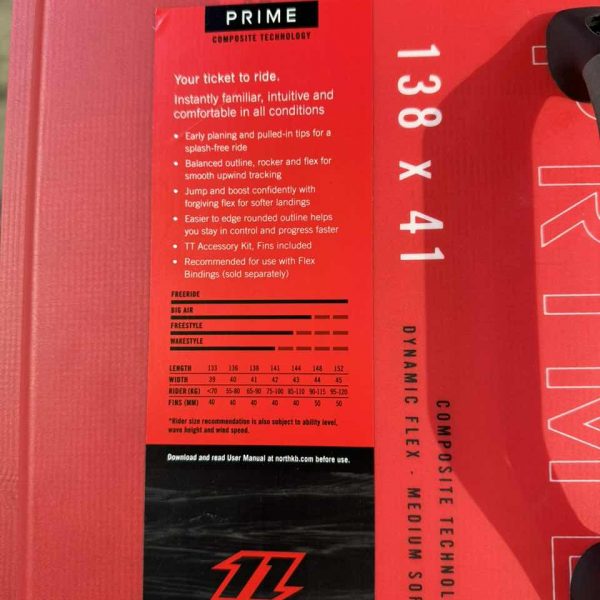 PRIME
COMPOSITE TECHNOLOGY
Your ticket to ride.
Instantly familiar, intuitive and
comfortable in all conditions
• Early planing and pulled-in tips for a
splash-free ride
• Balanced outline, rocker and flex for
smooth upwind tracking
• Jump and boost confidently with
forgiving flex for softer landings
• Easier to edge rounded outline helps
you stay in control and progress faster
• TT Accessory Kit, Fins included
• Recommended for use with Flex
Bindings (sold separately)
FREERIDE
BIG AIR
FREESTYLE
WAKESTYLE
LENGTH 133 136 138 141 144 148 152
WIDTH 39 40 41 42 43 44 45
RIDER (KG) <70 55-80 65-90 75-100 85-110 90-115 95-120
FINS (MM) 40 40 40 40 40 50 50
*Rider size recommendation is also subject to ability level,
wave height and wind speed.
Download and read User Manual at northkb.com before use.
138 x 41
COMPOSITE TECHNOL
DYNAMIC FLEX · MEDIUM SOF
PRIME